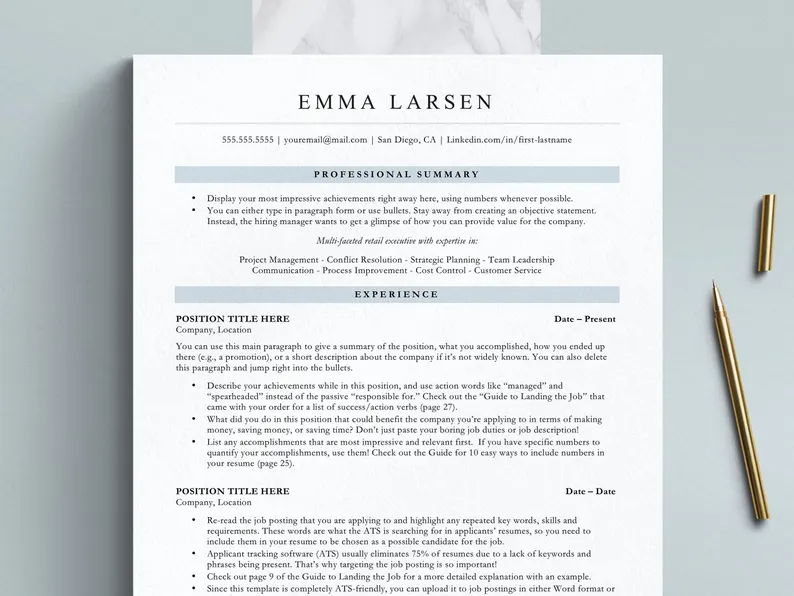 EMMA LARSEN
555.555.5555 | youremail@mail.com | San Diego, CA | Linkedin.com/in/first-lastname
PROFESSIONAL SUMMARY
• Display your most impressive achievements right away here, using numbers whenever possible.
• You can either type in paragraph form or use bullets. Stay away from creating an objective statement.
Instead, the hiring manager wants to get a glimpse of how you can provide value for the company.
Multi-faceted retail executive with expertise in:
Project Management - Conflict Resolution - Strategic Planning - Team Leadership
Communication - Process Improvement - Cost Control - Customer Service
EXPERIENCE
POSITION TITLE HERE Date – Present
Company, Location
You can use this main paragraph to give a summary of the position, what you accomplished, how you ended up
there (e.g., a promotion), or a short description about the company if it's not widely known. You can also delete
this paragraph and jump right into the bullets.
• Describe your achievements while in this position, and use action words like “managed” and
“spearheaded” instead of the passive “responsible for.” Check out the “Guide to Landing the Job” that
came with your order for a list of success/action verbs (page 27).
• What did you do in this position that could benefit the company you're applying to in terms of making
money, saving money, or saving time? Don't just paste your boring job duties or job description!
• List any accomplishments that are most impressive and relevant first. If you have specific numbers to
quantify your accomplishments, use them! Check out the Guide for 10 easy ways to include numbers in
your resume (page 25).
POSITION TITLE HERE Date – Date
Company, Location
• Re-read the job posting that you are applying to and highlight any repeated key words, skills and
requirements. These words are what the ATS is searching for in applicants' resumes, so you need to
include them in your resume to be chosen as a possible candidate for the job.
• Applicant tracking software (ATS) usually eliminates 75% of resumes due to a lack of keywords and
phrases being present. That's why targeting the job posting is so important!
• Check out page 9 of the Guide to Landing the Job for a more detailed explanation with an example.
• Since this template is completely ATS-friendly, you can upload it to job postings in either Word format or